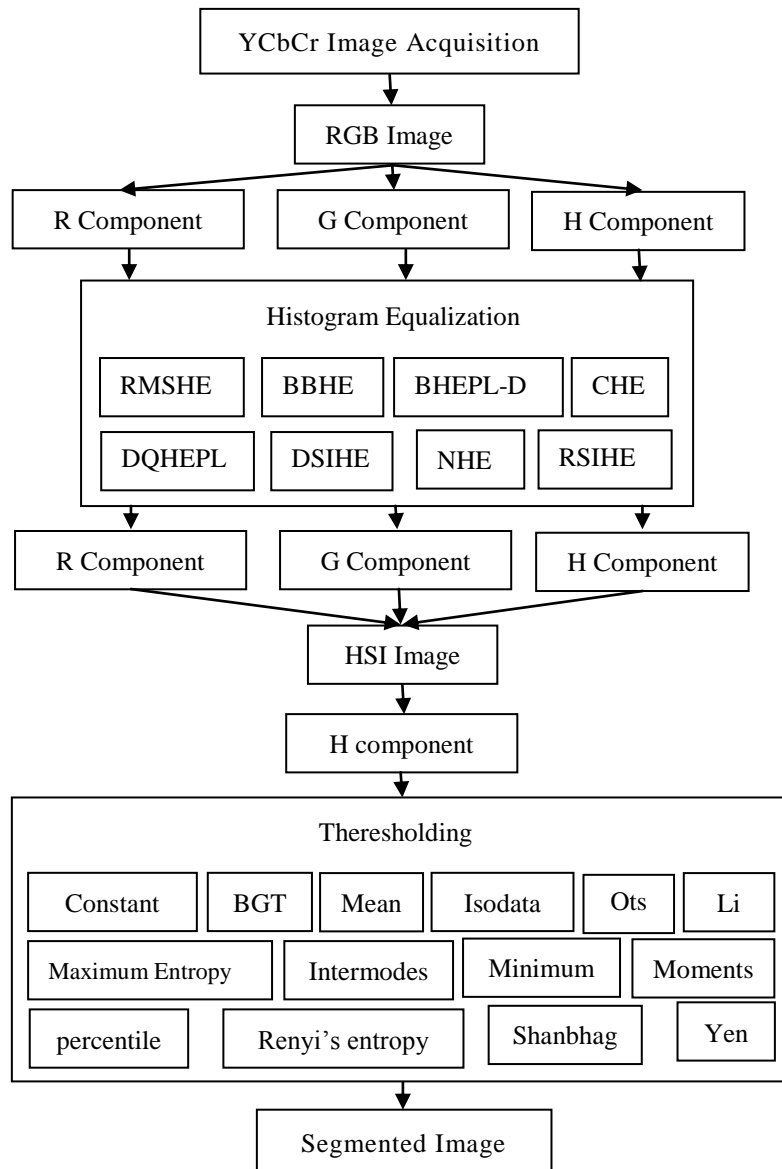 YCbCr Image Acquisition
RGB Image
R Component
G Component
H Component
Histogram Equalization
RMSHE
BBHE
BHEPL-D
CHE
DQHEPL
DSIHE
NHE
RSIHE
R Component
G Component
H Component
HSI Image
H component
Theresholding
Constant
BGT
Mean
Isodata
Ots
Li
Maximum Entropy
Intermodes
Minimum
Moments
percentile
Renyi’s entropy
Shanbhag
Yen
Segmented Image